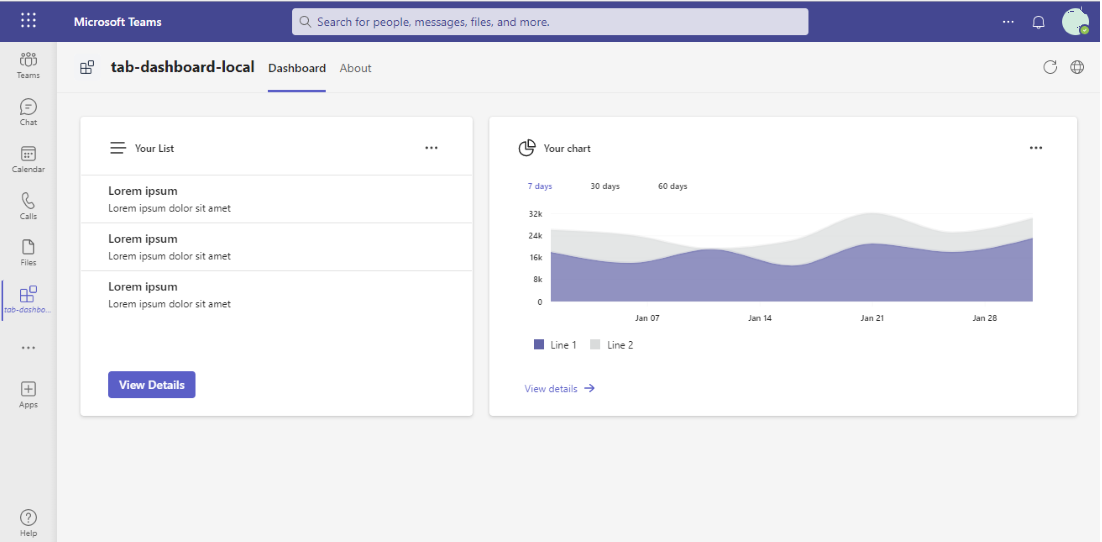 Microsoft Teams
Search for people, messages, files, and more.
Teams
Chat
Calendar
Calls
Files
tab-dashbo...
Apps
Help
tab-dashboard-local
Dashboard
About
Your List
Lorem ipsum
Lorem ipsum dolor sit amet
Lorem ipsum
Lorem ipsum dolor sit amet
Lorem ipsum
Lorem ipsum dolor sit amet
View Details
Your chart
7 days 30 days 60 days
32k
24k
16k
8k
0
Jan 07 Jan 14 Jan 21 Jan 28
Line 1 Line 2
View details